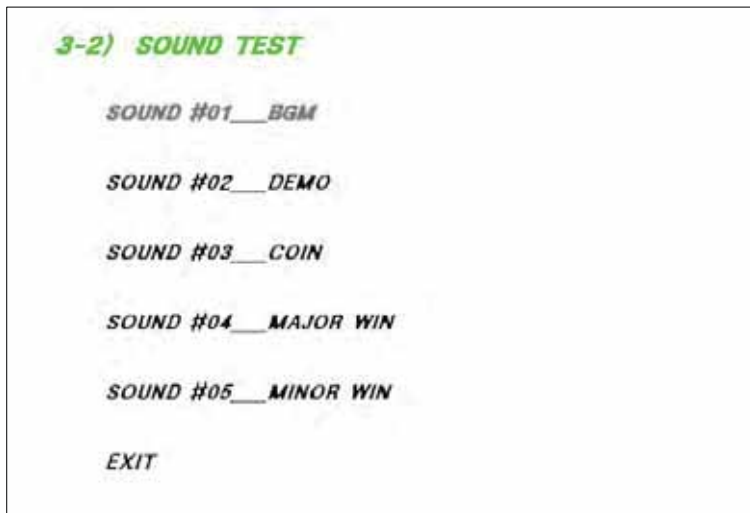 3-2) SOUND TEST
SOUND #01___BGM
SOUND #02___DEMO
SOUND #03___COIN
SOUND #04___MAJOR WIN
SOUND #05___MINOR WIN
EXIT